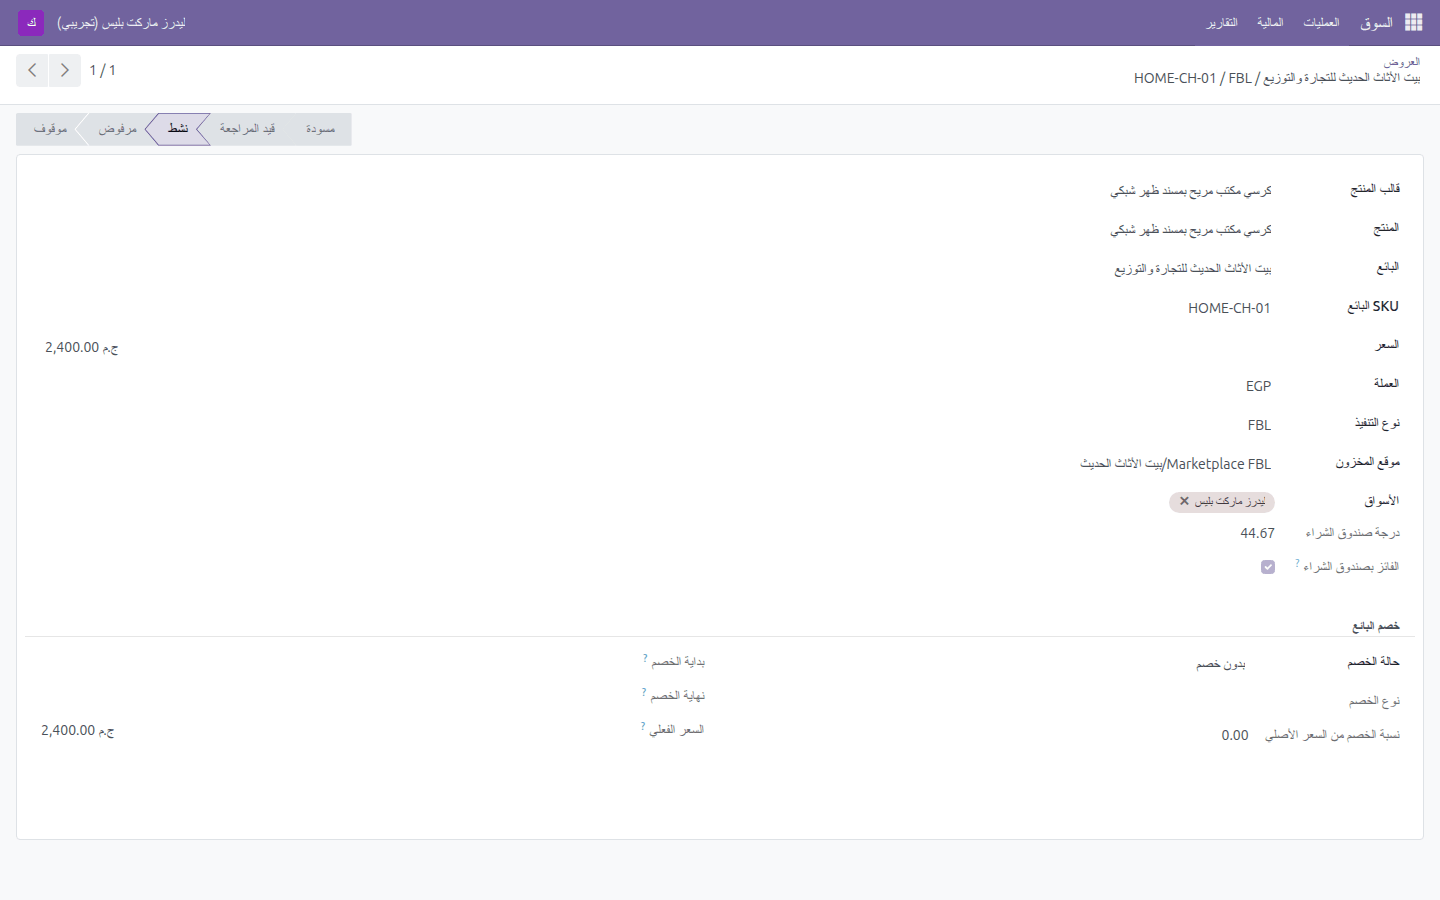 السوق العمليات المالية التقارير ليدرز ماركت بليس (تجريبي) ك
العروض
بيت الأثاث الحديث للتجارة والتوزيع / HOME-CH-01 / FBL
1 / 1
مسودة قيد المراجعة نشط مرفوض موقوف
قالب المنتج كرسي مكتب مريح بمسند ظهر شبكي
المنتج كرسي مكتب مريح بمسند ظهر شبكي
البائع بيت الأثاث الحديث للتجارة والتوزيع
SKU البائع HOME-CH-01
السعر 2,400.00 ج.م
العملة EGP
نوع التنفيذ FBL
موقع المخزون Marketplace FBL/بيت الأثاث الحديث
الأسواق ليدرز ماركت بليس ✕
درجة صندوق الشراء 44.67
الفائز بصندوق الشراء ?
خصم البائع
حالة الخصم بدون خصم
نوع الخصم
نسبة الخصم من السعر الأصلي 0.00
بداية الخصم ?
نهاية الخصم ?
السعر الفعلي ? 2,400.00 ج.م